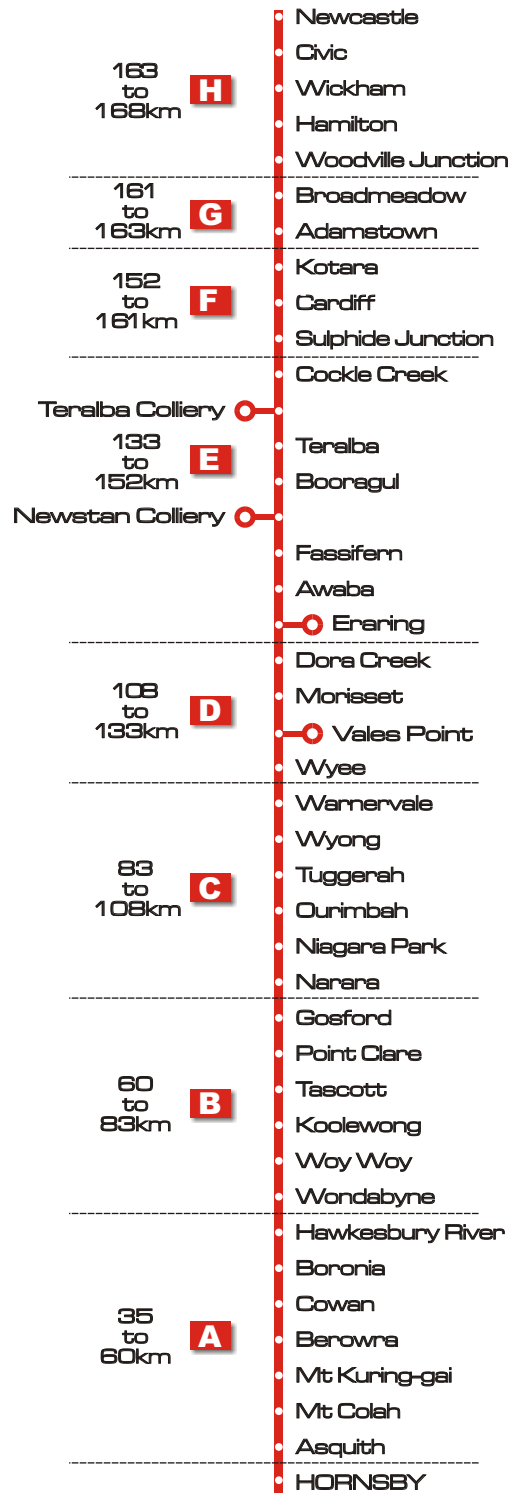 Newcastle
Civic
163
to
168km
H
Wickham
Hamilton
Woodville Junction
161
to
163km
G
Broadmeadow
Adamstown
152
to
161km
F
Kotara
Cardiff
Sulphide Junction
Cockle Creek
Teralba Colliery
133
to
152km
E
Teralba
Booragul
Newstan Colliery
Fassifern
Awaba
Eraring
Dora Creek
108
to
133km
D
Morisset
Vales Point
Wyee
Warnervale
Wyong
83
to
108km
C
Tuggerah
Ourimbah
Niagara Park
Narara
Gosford
Point Clare
60
to
83km
B
Tascott
Koolewong
Woy Woy
Wondabyne
Hawkesbury River
Boronia
Cowan
35
to
60km
A
Berowra
Mt Kuring-gai
Mt Colah
Asquith
HORNSBY